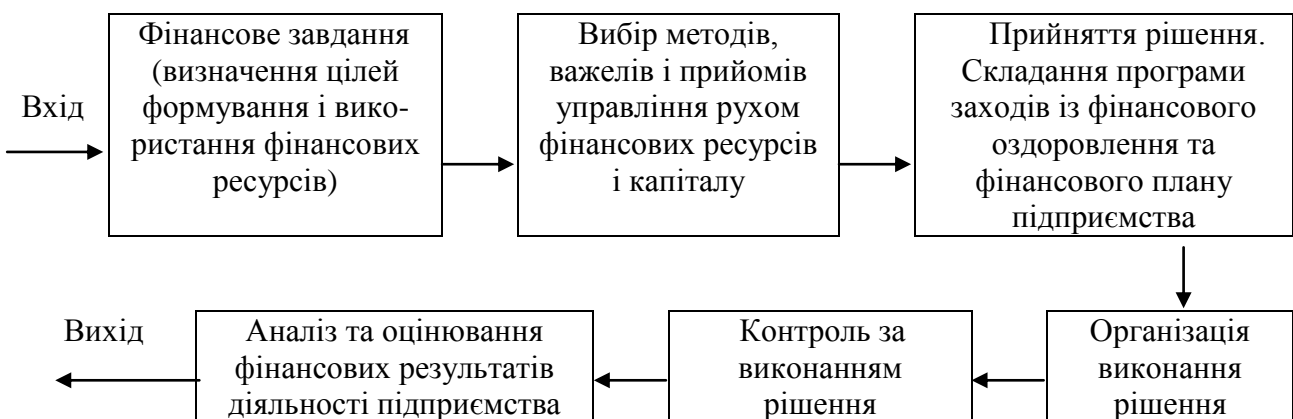 Вхід
Фінансове завдання
(визначення цілей
формування і вико-
ристання фінансових
ресурсів)
Вибір методів,
важелів і прийомів
управління рухом
фінансових ресурсів
і капіталу
Прийняття рішення.
Складання програми
заходів із фінансового
оздоровлення та
фінансового плану
підприємства
Організація
виконання
рішення
Контроль за
виконанням
рішення
Аналіз та оцінювання
фінансових результатів
діяльності підприємства
Вихід